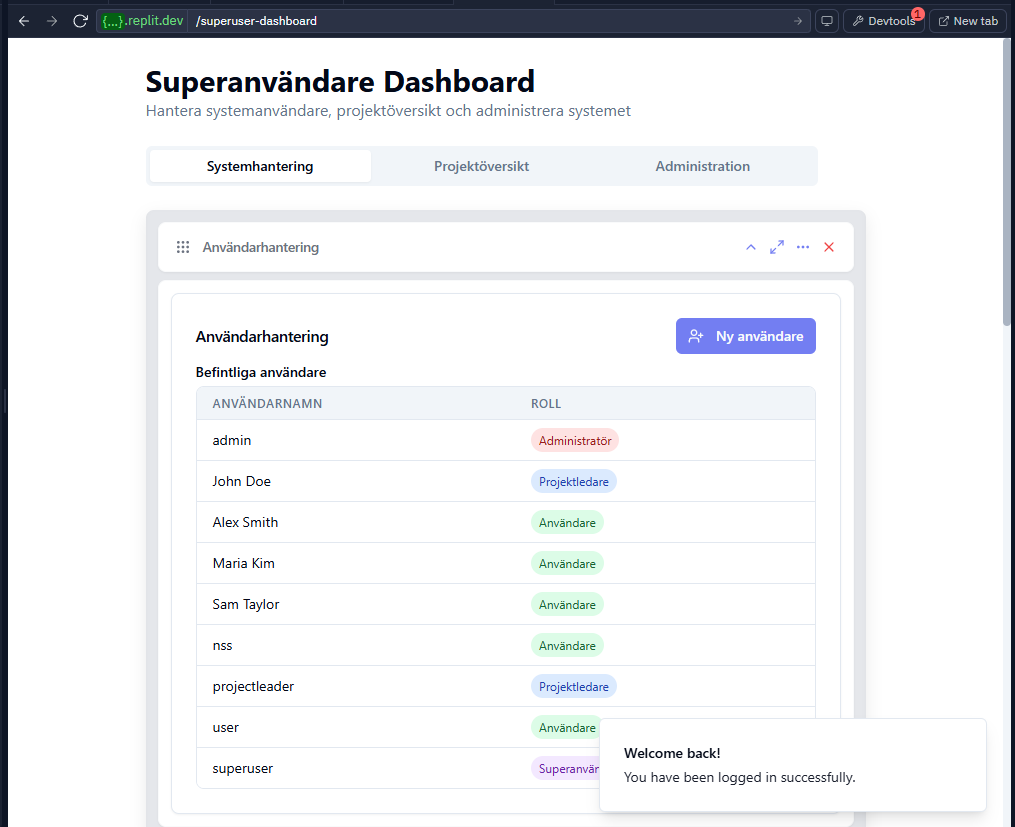 {...}.replit.dev /superuser-dashboard Devtools 1 New tab
Superanvändare Dashboard
Hantera systemanvändare, projektöversikt och administrera systemet
Systemhantering Projektöversikt Administration
Användarhantering
Användarhantering Ny användare
Befintliga användare
ANVÄNDARNAMN ROLL
admin Administratör
John Doe Projektledare
Alex Smith Användare
Maria Kim Användare
Sam Taylor Användare
nss Användare
projectleader Projektledare
user Användare
superuser Superanvän
Welcome back!
You have been logged in successfully.